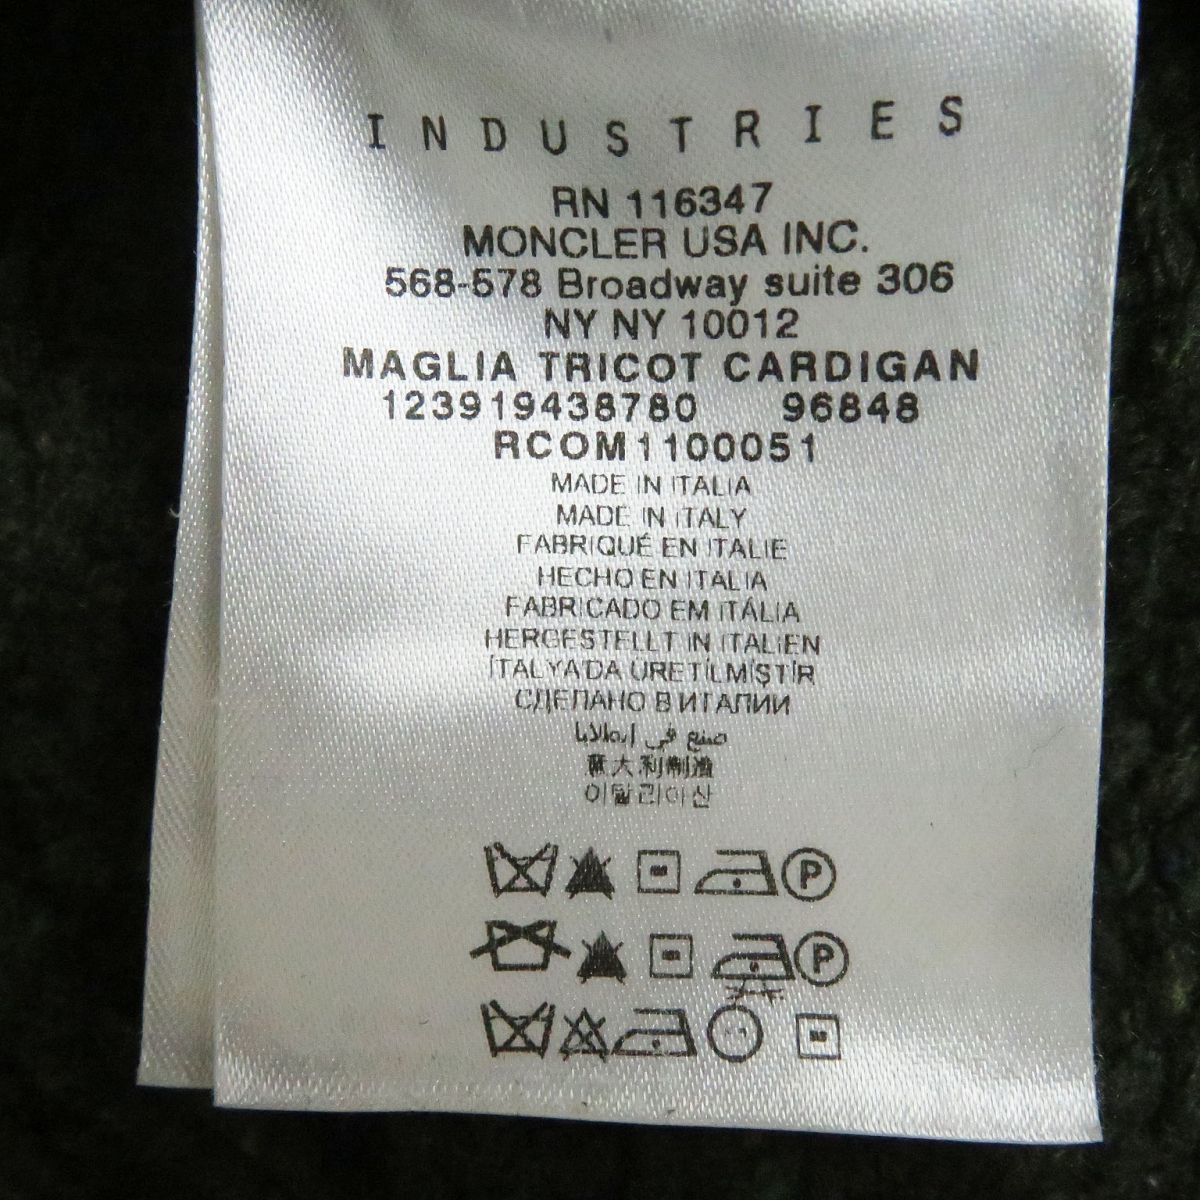 INDUSTRIES
RN 116347
MONCLER USA INC.
568-578 Broadway suite 306
NY NY 10012
MAGLIA TRICOT CARDIGAN
123919438780 96848
RCOM1100051
MADE IN ITALIA
MADE IN ITALY
FABRIQUÉ EN ITALIE
HECHO EN ITALIA
FABRICADO EM ITÁLIA
HERGESTELLT IN ITALIEN
İTALYA'DA ÜRETİLMİŞTİR
СДЕЛАНО В ИТАЛИИ
صنع في إيطاليا
意大利制造
이탈리아산
P
P